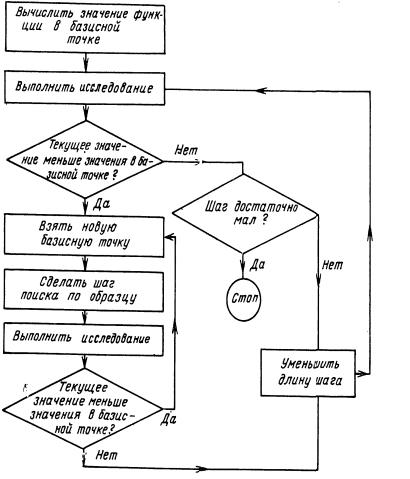 Вычислить значение функ-
ции в базисной
точке
Выполнить исследование
Текущее значе-
ние меньше значения в ба-
зисной точке?
Нет
Да
Шаг достаточно
мал?
Да
Нет
Стоп
Взять новую
базисную точку
Сделать шаг
поиска по образцу
Выполнить исследование
Уменьшить
длину шага
Текущее
значение меньше
значения в базис-
ной точке?
Да
Нет